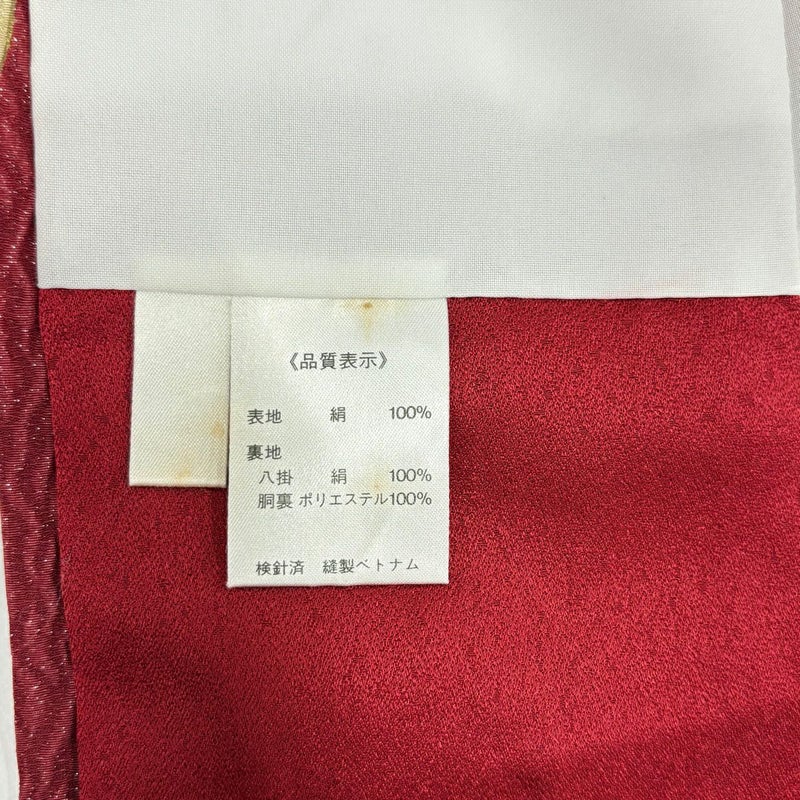 《品質表示》
表地 絹 100%
裏地
八掛 絹 100%
胴裏 ポリエステル100%
検針済 縫製ベトナム